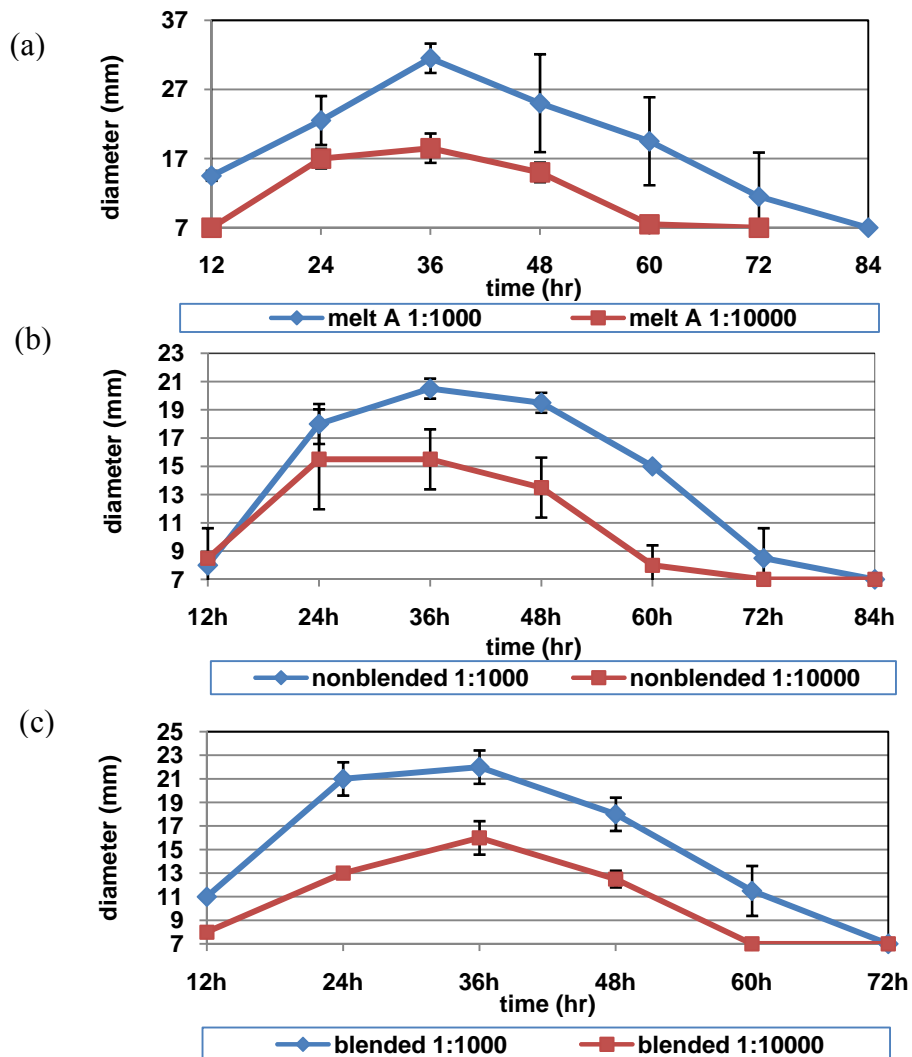 (a)
diameter (mm)
37
27
17
7
12 24 36 48 60 72 84
time (hr)
melt A 1:1000 melt A 1:10000
(b)
diameter (mm)
23
21
19
17
15
13
11
9
7
12h 24h 36h 48h 60h 72h 84h
time (hr)
nonblended 1:1000 nonblended 1:10000
(c)
diameter (mm)
25
23
21
19
17
15
13
11
9
7
12h 24h 36h 48h 60h 72h
time (hr)
blended 1:1000 blended 1:10000